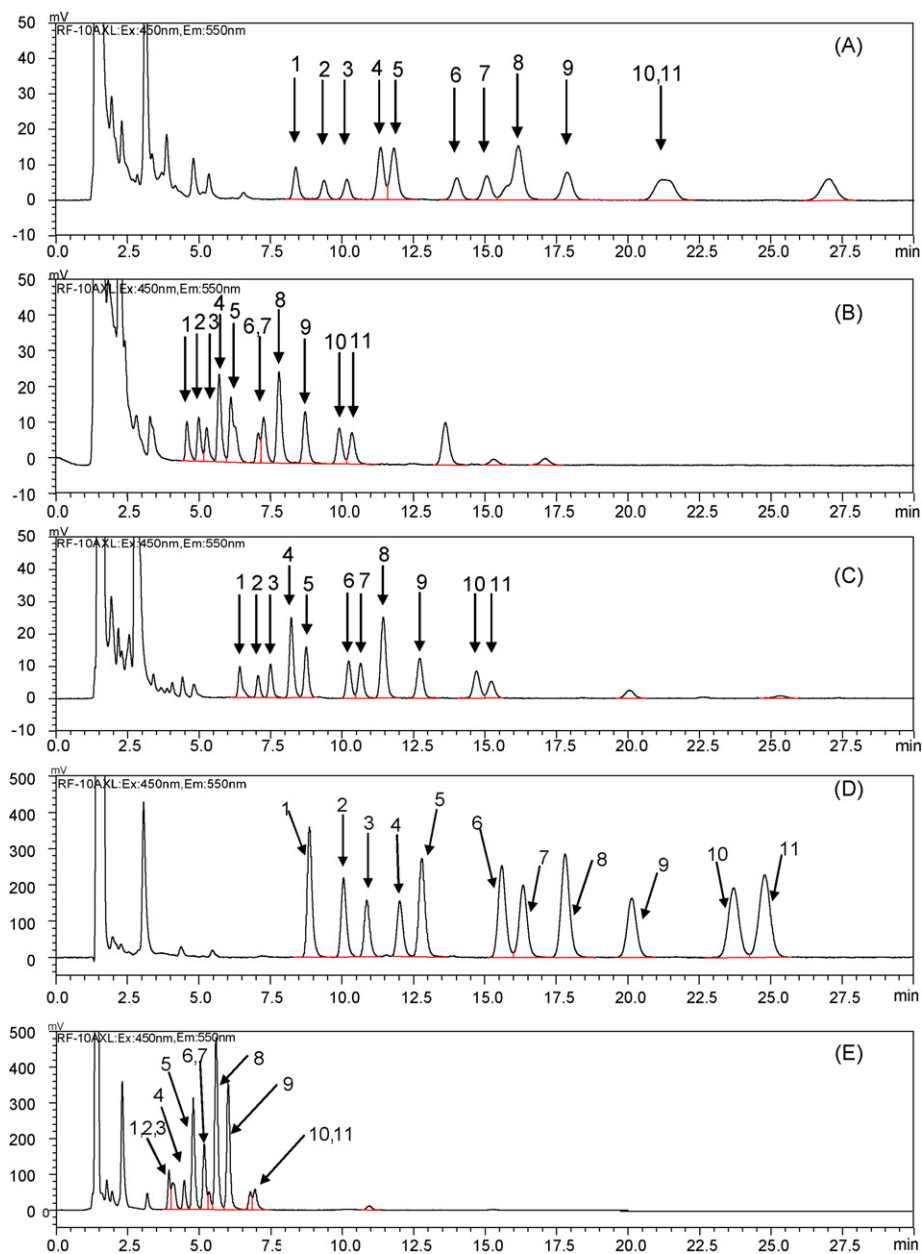 mV
50
RF-10AXL:Ex:450nm,Em:550nm
(A)
40
30
20
10
0
-10
1 2 3 4 5 6 7 8 9 10,11
0.0 2.5 5.0 7.5 10.0 12.5 15.0 17.5 20.0 22.5 25.0 27.5 min
mV
50
RF-10AXL:Ex:450nm,Em:550nm
(B)
40
30
20
10
0
-10
1 2 3 4 5 6,7 8 9 10 11
0.0 2.5 5.0 7.5 10.0 12.5 15.0 17.5 20.0 22.5 25.0 27.5 min
mV
50
RF-10AXL:Ex:450nm,Em:550nm
(C)
40
30
20
10
0
-10
1 2 3 4 5 6 7 8 9 10 11
0.0 2.5 5.0 7.5 10.0 12.5 15.0 17.5 20.0 22.5 25.0 27.5 min
mV
500
RF-10AXL:Ex:450nm,Em:550nm
(D)
400
300
200
100
0
1 2 3 4 5 6 7 8 9 10 11
0.0 2.5 5.0 7.5 10.0 12.5 15.0 17.5 20.0 22.5 25.0 27.5 min
mV
500
RF-10AXL:Ex:450nm,Em:550nm
(E)
400
300
200
100
0
1,2,3 4 5 6,7 8 9 10,11
0.0 2.5 5.0 7.5 10.0 12.5 15.0 17.5 20.0 22.5 25.0 27.5 min